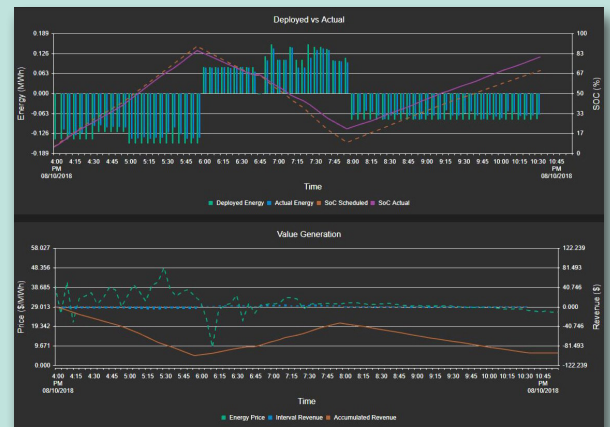 Deployed vs Actual
0.189
0.126
0.063
0.000
-0.063
-0.126
-0.189
Energy (MWh)
100
83
67
50
33
17
0
SOC (%)
4:00 4:15 4:30 4:45 5:00 5:15 5:30 5:45 6:00 6:15 6:30 6:45 7:00 7:15 7:30 7:45 8:00 8:15 8:30 8:45 9:00 9:15 9:30 9:45 10:00 10:15 10:30 10:45
PM PM
08/10/2018 08/10/2018
Time
Deployed Energy Actual Energy SoC Scheduled SoC Actual
Value Generation
58.027
48.356
38.685
29.013
19.342
9.671
0.000
Price ($/MWh)
122.239
81.493
40.746
0.000
-40.746
-81.493
-122.239
Revenue ($)
4:00 4:15 4:30 4:45 5:00 5:15 5:30 5:45 6:00 6:15 6:30 6:45 7:00 7:15 7:30 7:45 8:00 8:15 8:30 8:45 9:00 9:15 9:30 9:45 10:00 10:15 10:30 10:45
PM PM
08/10/2018 08/10/2018
Time
Energy Price Interval Revenue Accumulated Revenue